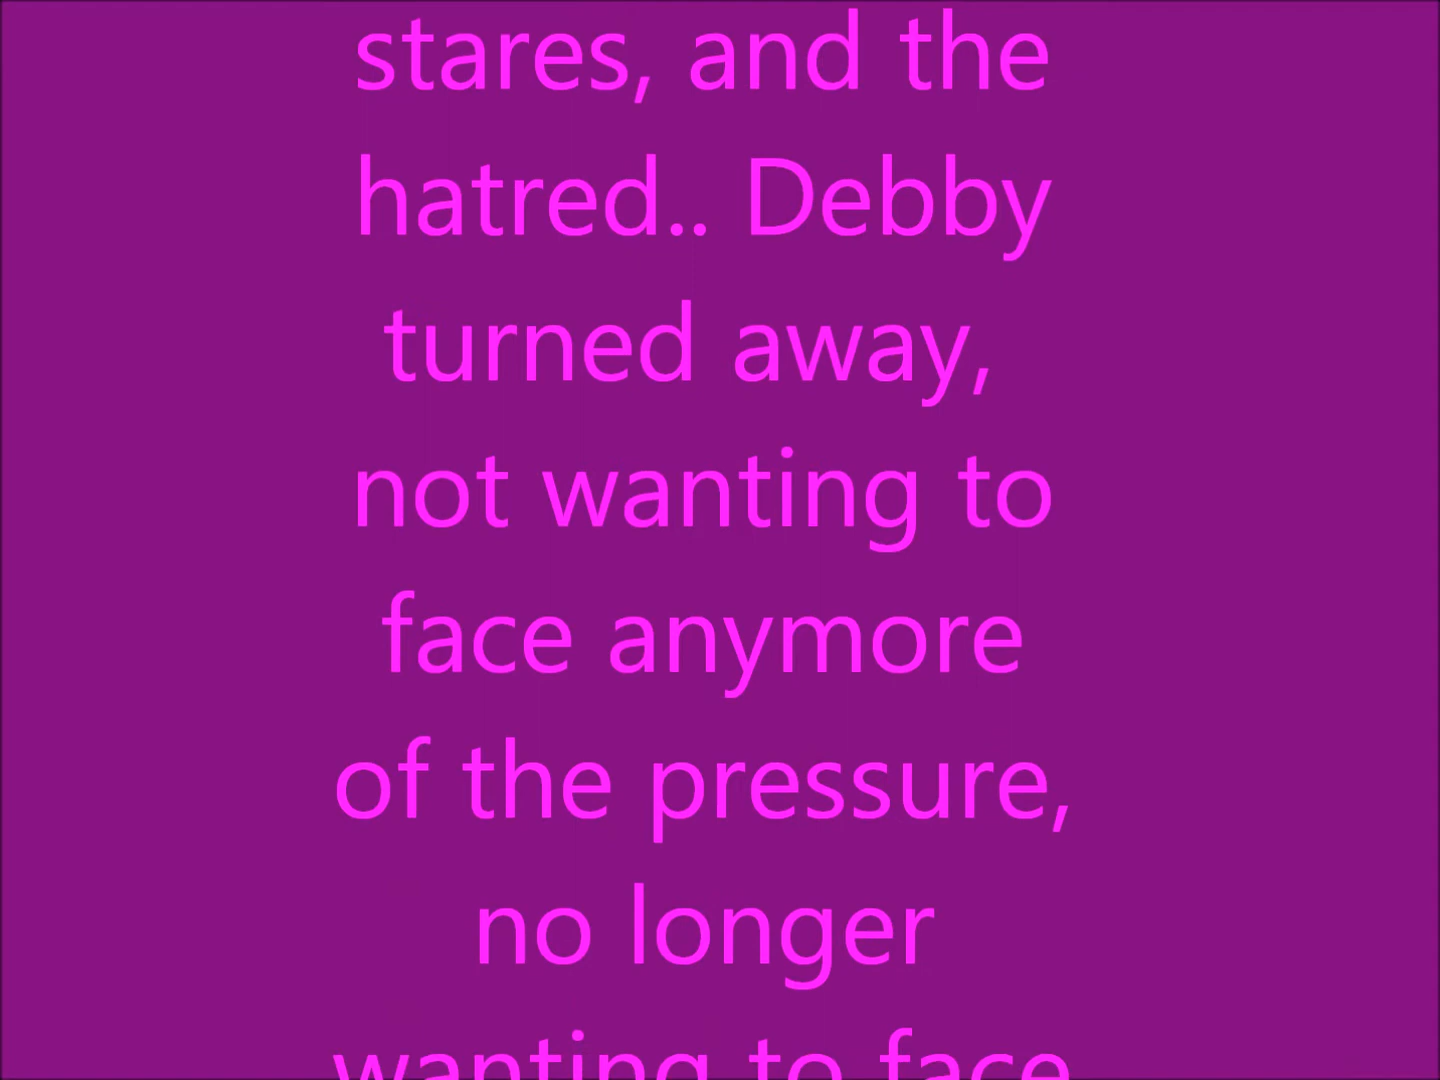 stares, and the
hatred.. Debby
turned away,
not wanting to
face anymore
of the pressure,
no longer
wanting to face